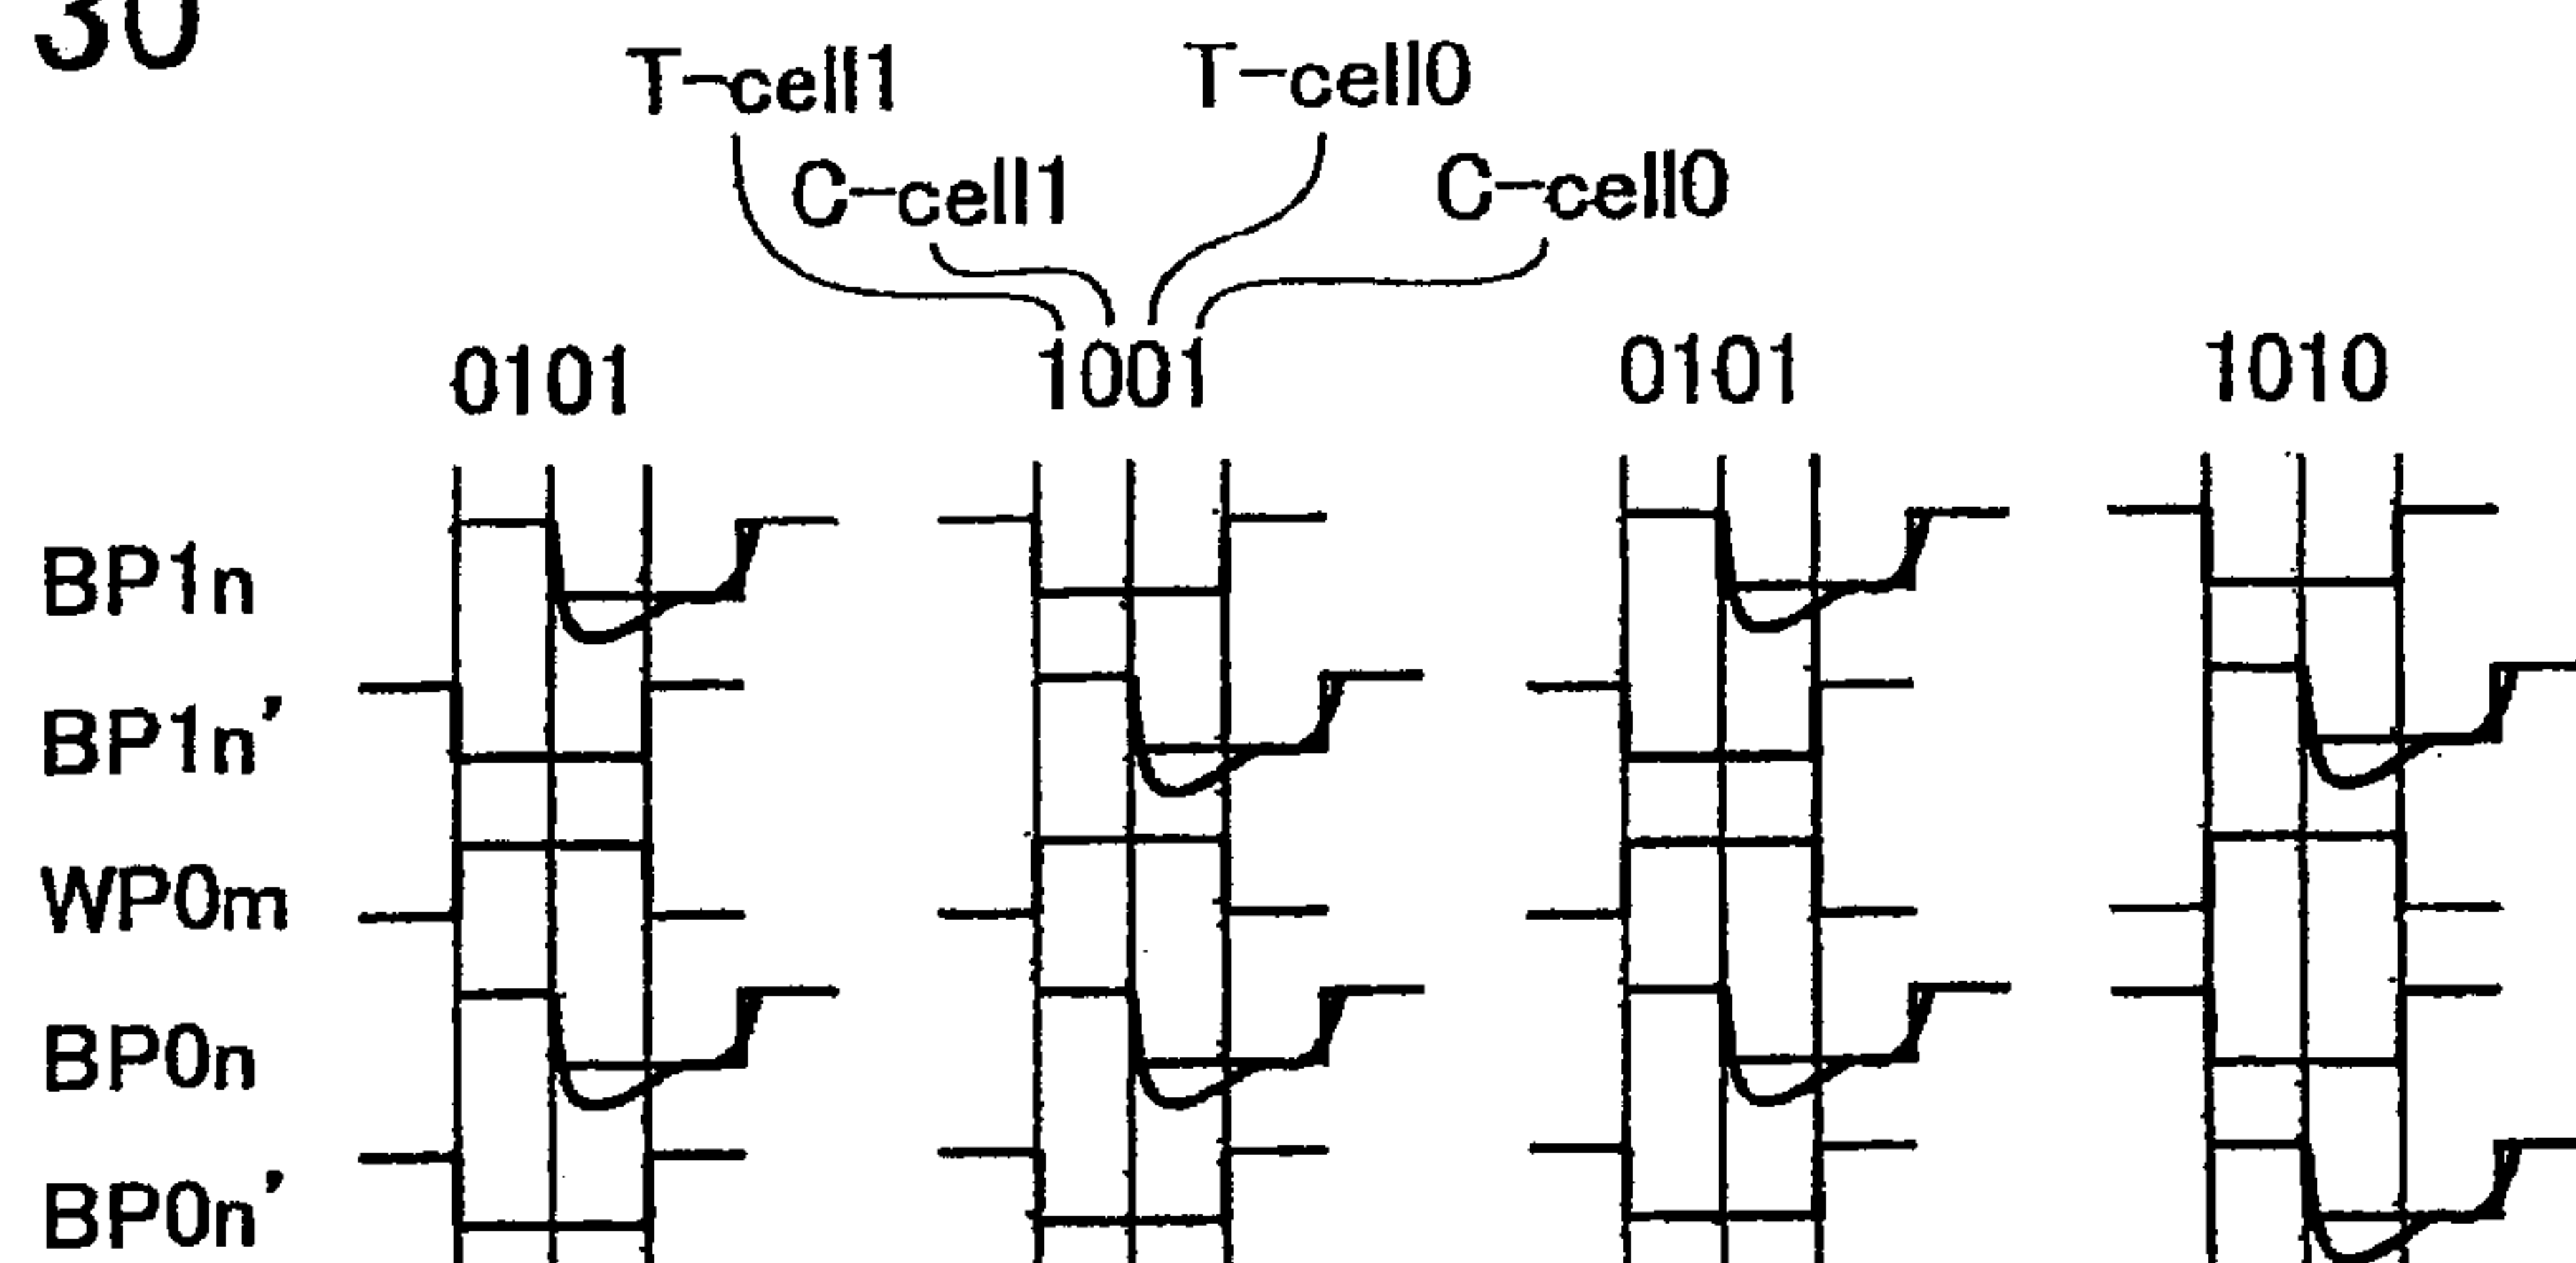 30
T-cell1 T-cell0
C-cell1 C-cell0
0101 1001 0101 1010
BP1n
BP1n'
WP0m
BP0n
BP0n'